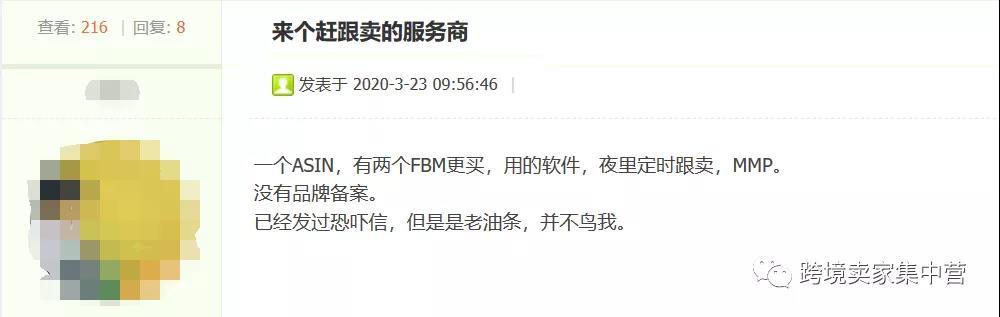 查看: 216 | 回复: 8
来个赶跟卖的服务商
发表于 2020-3-23 09:56:46 |
一个ASIN，有两个FBM更买，用的软件，夜里定时跟卖，MMP。
没有品牌备案。
已经发过恐吓信，但是是老油条，并不鸟我。
跨境卖家集中营